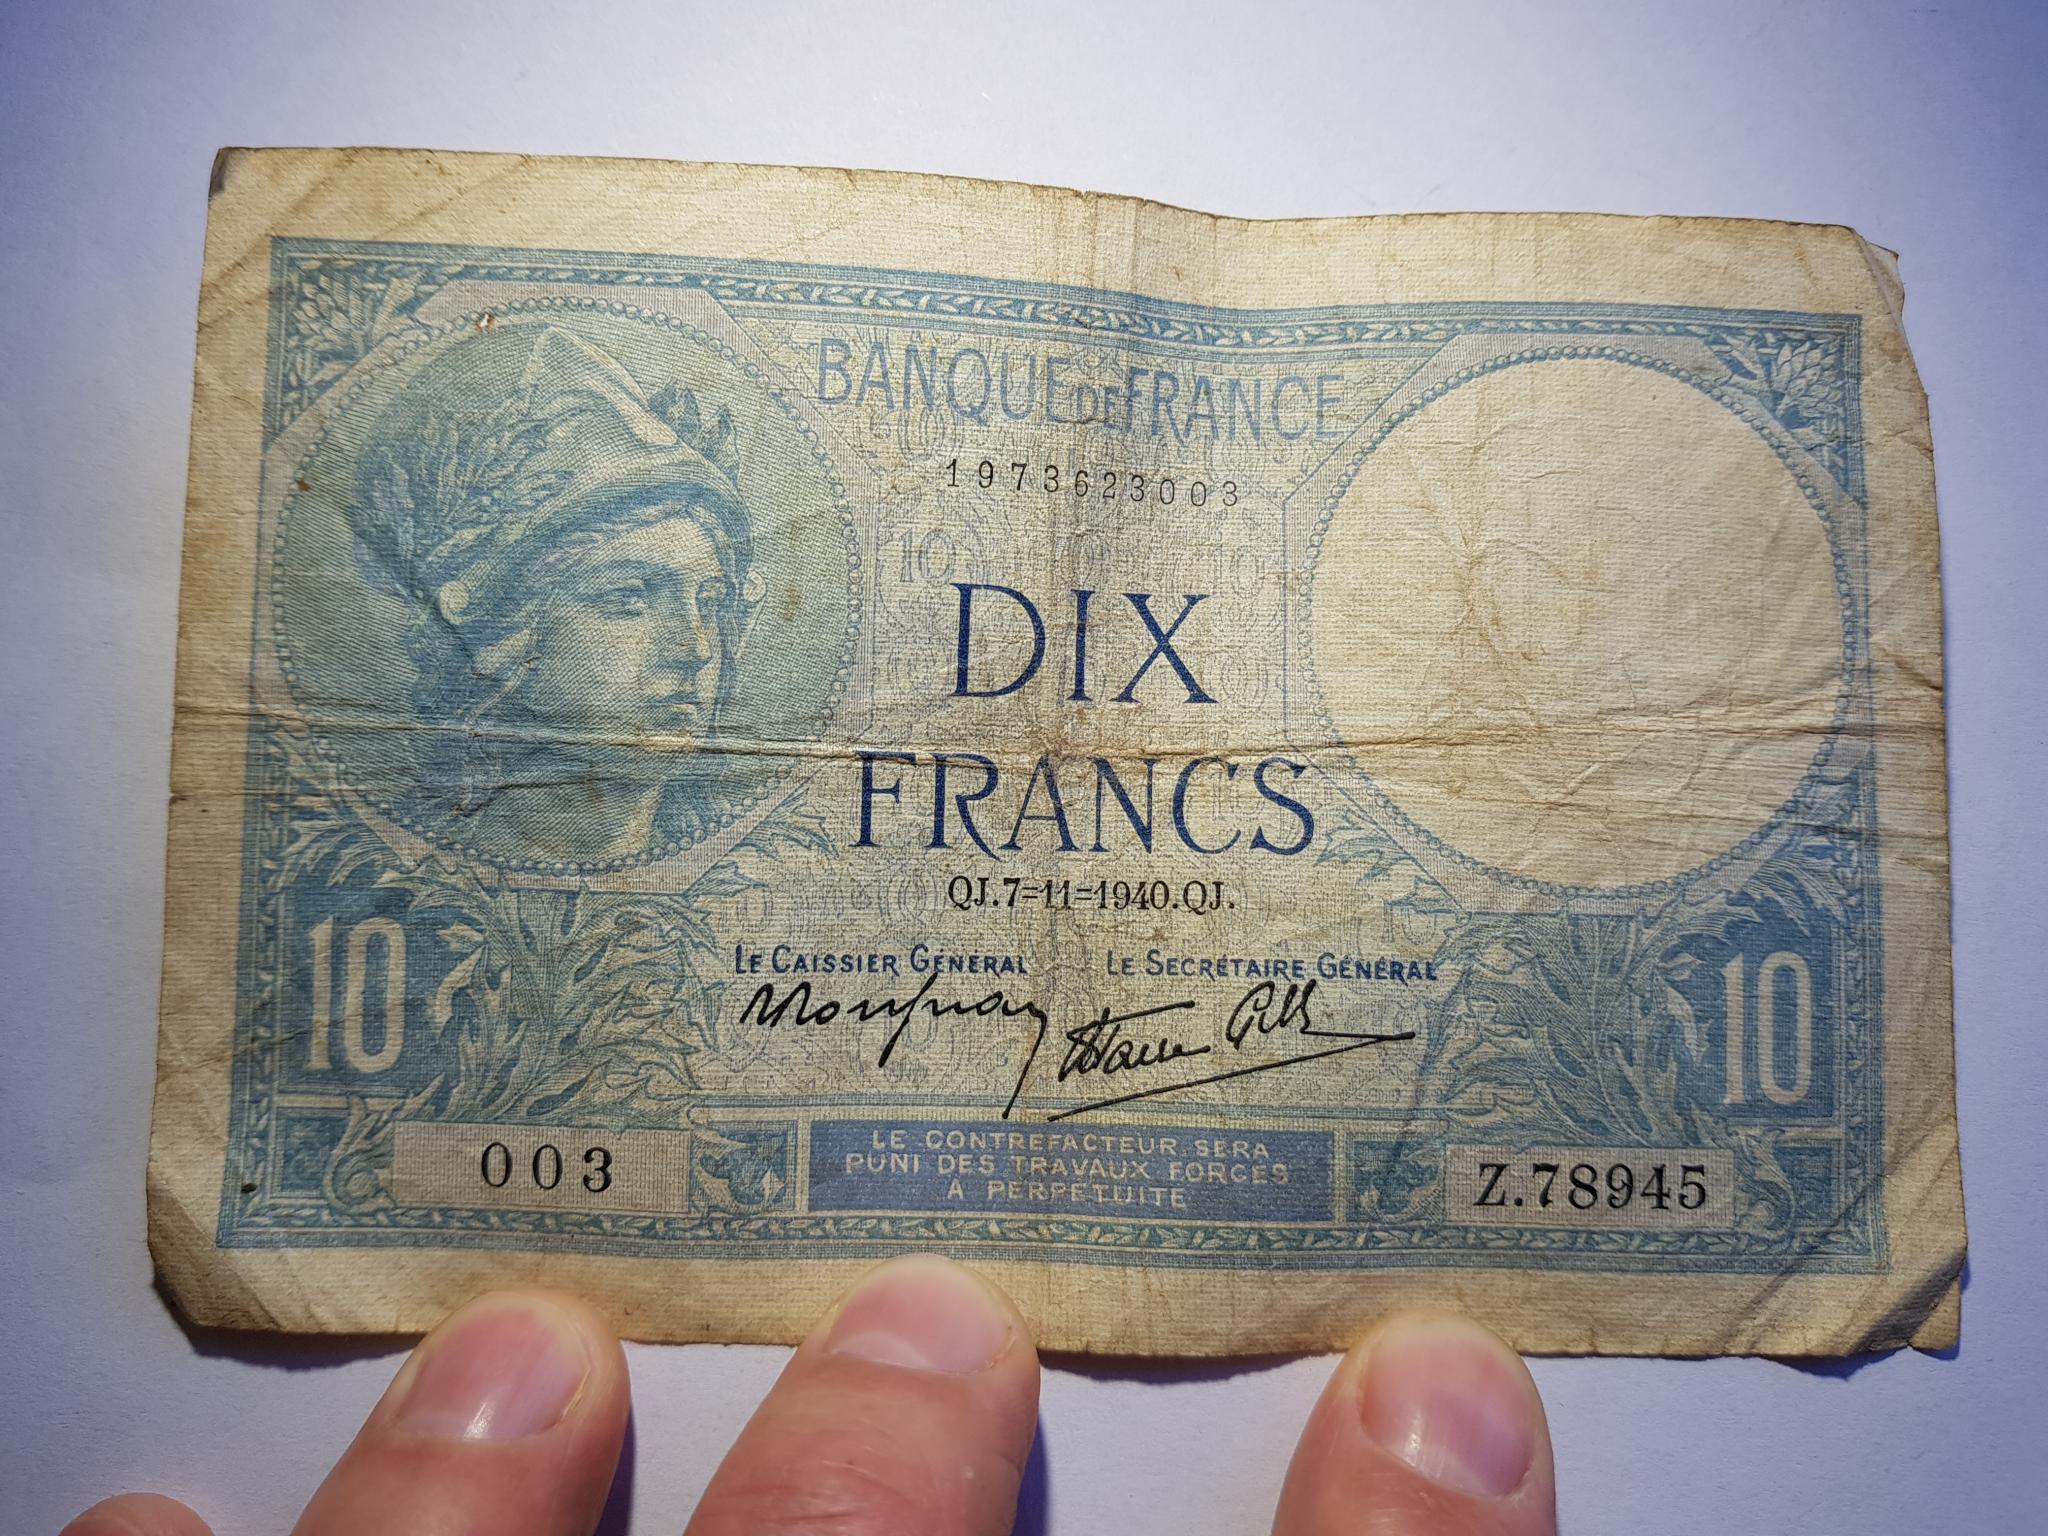 BANQUE DE FRANCE
1973623003
DIX
FRANCS
QJ.7=11=1940.QJ.
LE CAISSIER GÉNÉRAL LE SECRÉTAIRE GÉNÉRAL
10 10
LE CONTREFACTEUR SERA
PUNI DES TRAVAUX FORCÉS
A PERPÉTUITÉ
003 Z.78945